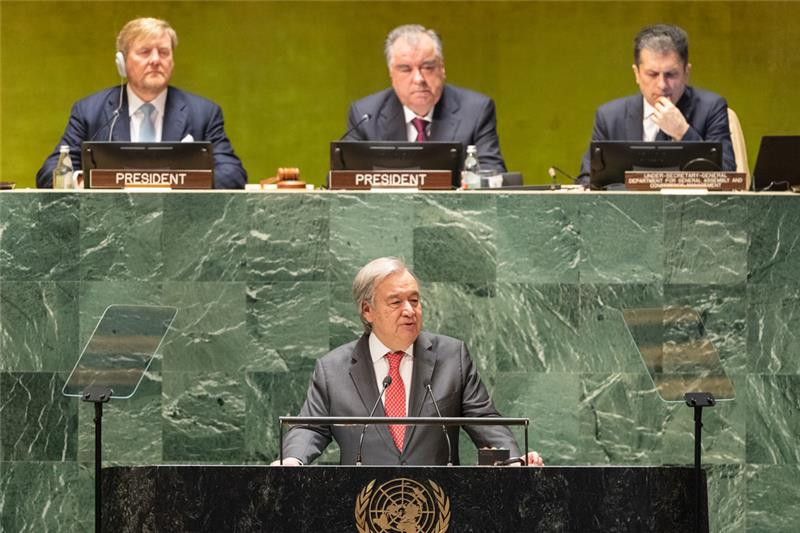 PRESIDENT
PRESIDENT
UNDER-SECRETARY-GENERAL
DEPARTMENT FOR GENERAL ASSEMBLY AND
CONFERENCE MANAGEMENT